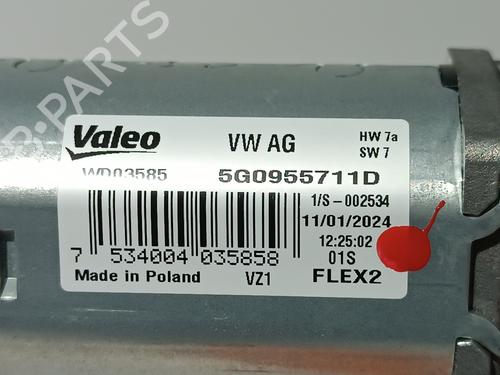 Valeo
VW AG
HW 7a
SW 7
WD03585
5G0955711D
1/S-002534
11/01/2024
12:25:02
7 534004 035858
01S
Made in Poland
VZ1
FLEX2
B-PARTS